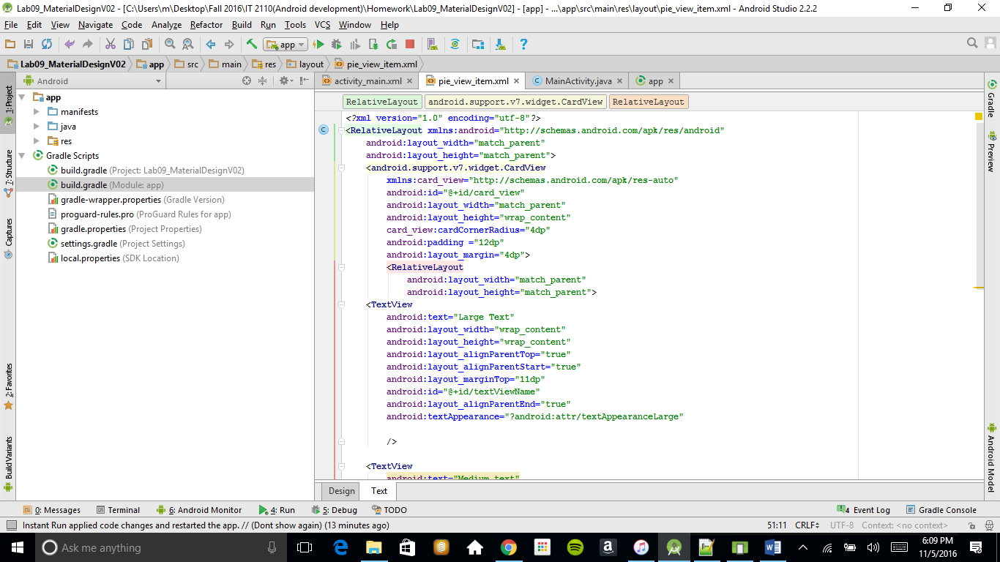 Lab09_MaterialDesignV02 - [C:\Users\m\Desktop\Fall 2016\IT 2110(Android development)\Homework\Lab09_MaterialDesignV02] - [app] - ...\app\src\main\res\layout\pie_view_item.xml - Android Studio 2.2.2
File Edit View Navigate Code Analyze Refactor Build Run Tools VCS Window Help
app
Lab09_MaterialDesignV02 app src main res layout pie_view_item.xml
Android
activity_main.xml pie_view_item.xml MainActivity.java app
RelativeLayout android.support.v7.widget.CardView RelativeLayout
1: Project
7: Structure
Captures
2: Favorites
Build Variants
app
manifests
java
res
Gradle Scripts
build.gradle (Project: Lab09_MaterialDesignV02)
build.gradle (Module: app)
gradle-wrapper.properties (Gradle Version)
proguard-rules.pro (ProGuard Rules for app)
gradle.properties (Project Properties)
settings.gradle (Project Settings)
local.properties (SDK Location)
<?xml version="1.0" encoding="utf-8"?>
<RelativeLayout xmlns:android="http://schemas.android.com/apk/res/android"
android:layout_width="match_parent"
android:layout_height="match_parent">
<android.support.v7.widget.CardView
xmlns:card_view="http://schemas.android.com/apk/res-auto"
android:id="@+id/card_view"
android:layout_width="match_parent"
android:layout_height="wrap_content"
card_view:cardCornerRadius="4dp"
android:padding ="12dp"
android:layout_margin="4dp">
<RelativeLayout
android:layout_width="match_parent"
android:layout_height="match_parent">
<TextView
android:text="Large Text"
android:layout_width="wrap_content"
android:layout_height="wrap_content"
android:layout_alignParentTop="true"
android:layout_alignParentStart="true"
android:layout_marginTop="11dp"
android:id="@+id/textViewName"
android:layout_alignParentEnd="true"
android:textAppearance="?android:attr/textAppearanceLarge"
/>
<TextView
android:text="Medium text"
Gradle
Preview
Android Model
Design Text
0: Messages Terminal 6: Android Monitor 4: Run 5: Debug TODO 4 Event Log Gradle Console
Instant Run applied code changes and restarted the app. // (Dont show again) (13 minutes ago) 51:11 CRLF UTF-8 Context: <no context>
Ask me anything
6:09 PM
11/5/2016